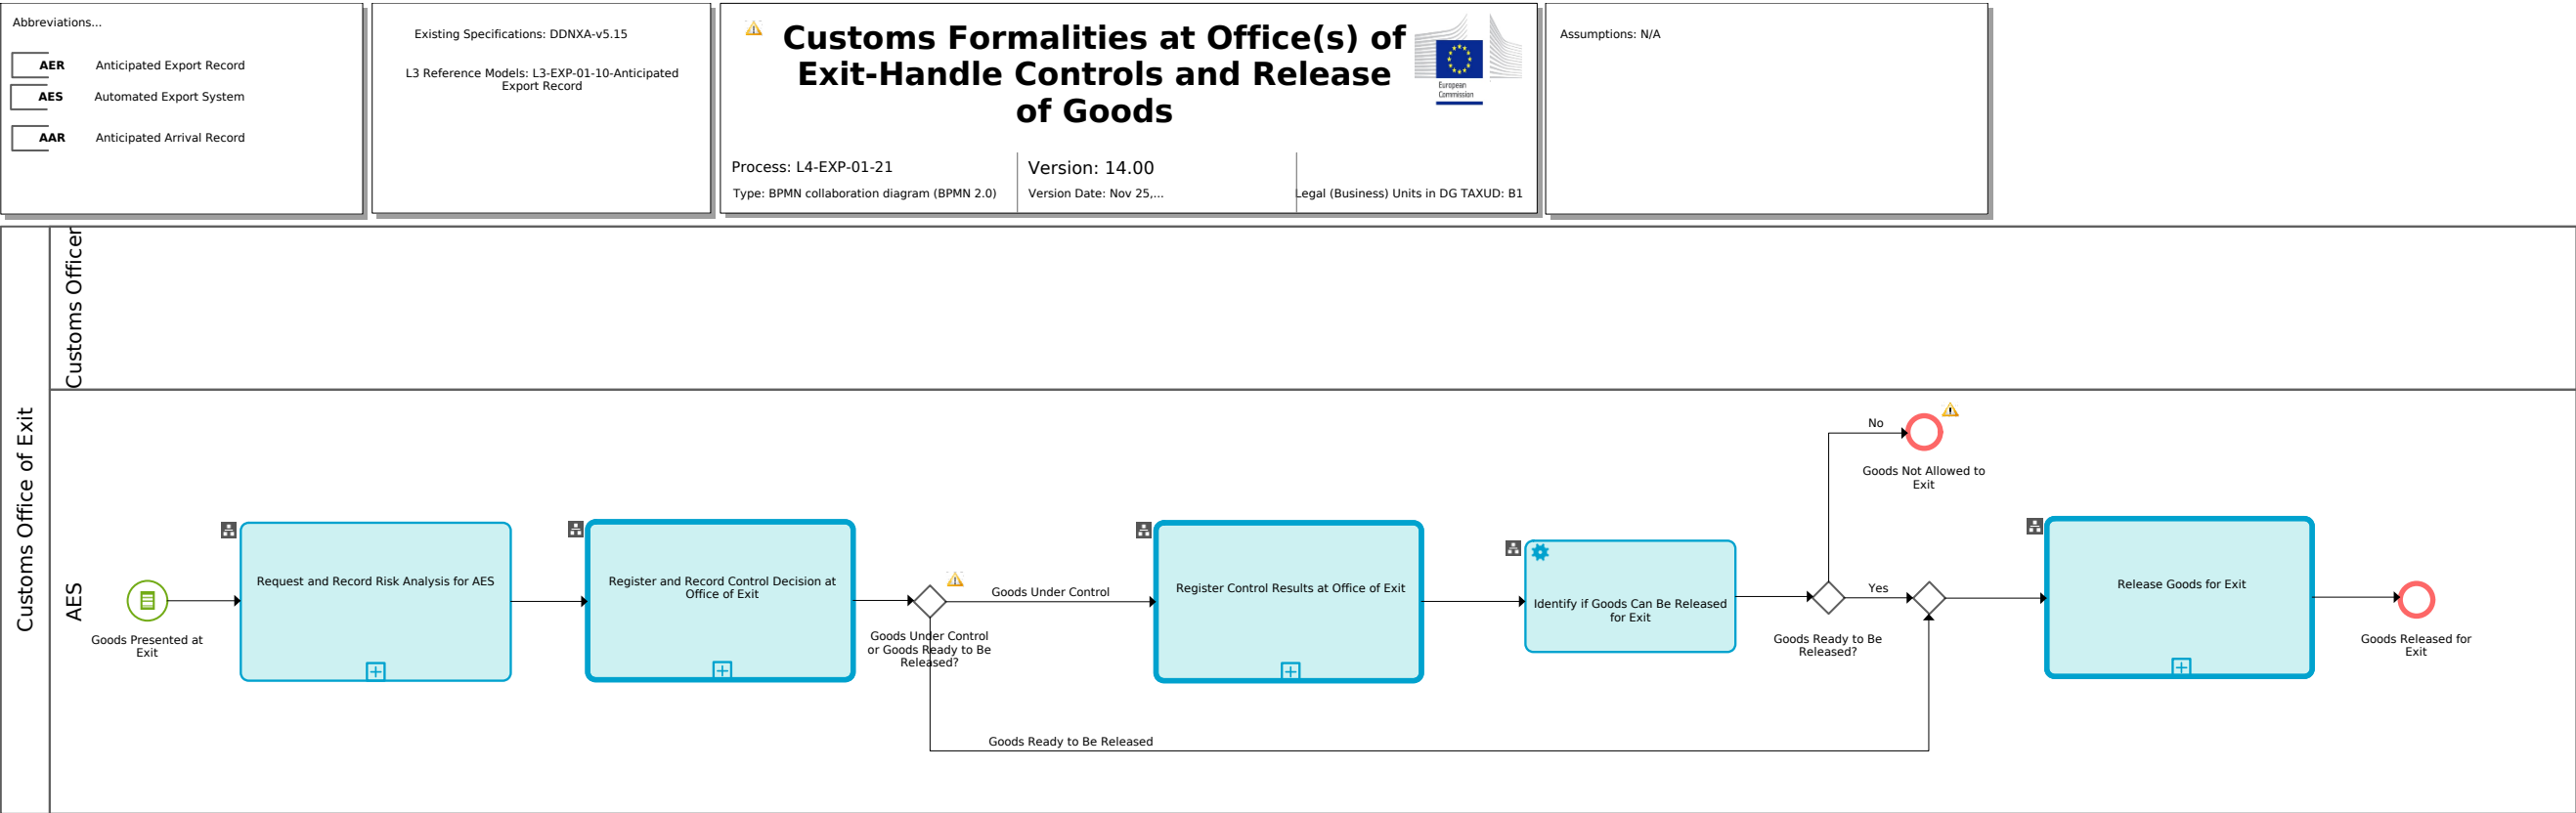 Abbreviations...
AER Anticipated Export Record
AES Automated Export System
AAR Anticipated Arrival Record
Existing Specifications: DDNXA-v5.15
L3 Reference Models: L3-EXP-01-10-Anticipated
Export Record
Customs Formalities at Office(s) of
Exit-Handle Controls and Release
of Goods
European
Commission
Process: L4-EXP-01-21
Version: 14.00
Type: BPMN collaboration diagram (BPMN 2.0)
Version Date: Nov 25,...
Legal (Business) Units in DG TAXUD: B1
Assumptions: N/A
Customs Office of Exit
Customs Officer
AES
Goods Presented at
Exit
Request and Record Risk Analysis for AES
Register and Record Control Decision at
Office of Exit
Goods Under Control
or Goods Ready to Be
Released?
Goods Under Control
Goods Ready to Be Released
Register Control Results at Office of Exit
Identify if Goods Can Be Released
for Exit
Goods Ready to Be
Released?
No
Goods Not Allowed to
Exit
Yes
Release Goods for Exit
Goods Released for
Exit